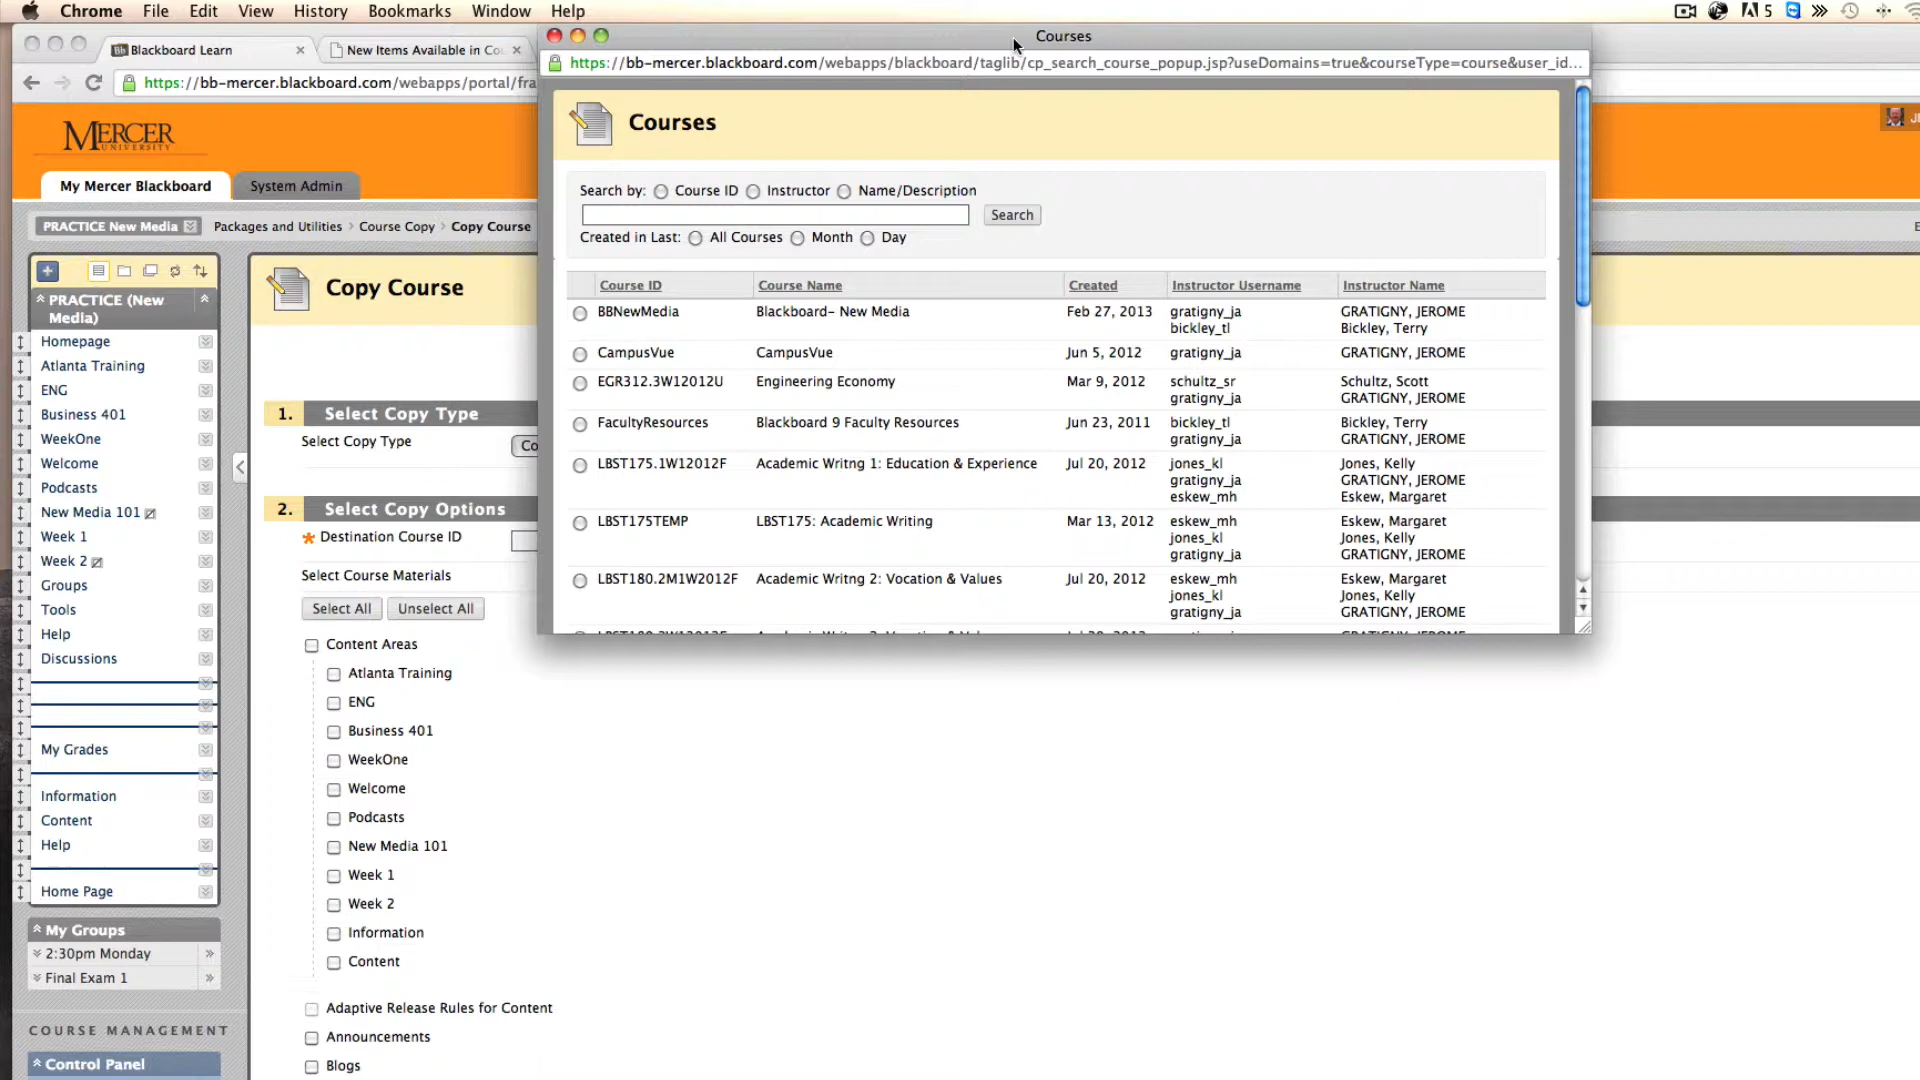 Chrome File Edit View History Bookmarks Window Help
5
Blackboard Learn
New Items Available in Co
Courses
https://bb-mercer.blackboard.com/webapps/portal/fra
https://bb-mercer.blackboard.com/webapps/blackboard/taglib/cp_search_course_popup.jsp?useDomains=true&courseType=course&user_id...
MERCER
UNIVERSITY
My Mercer Blackboard
System Admin
PRACTICE New Media
Packages and Utilities
Course Copy
Copy Course
PRACTICE (New
Media)
Homepage
Atlanta Training
ENG
Business 401
WeekOne
Welcome
Podcasts
New Media 101
Week 1
Week 2
Groups
Tools
Help
Discussions
My Grades
Information
Content
Help
Home Page
My Groups
2:30pm Monday
Final Exam 1
COURSE MANAGEMENT
Control Panel
Copy Course
1. Select Copy Type
Select Copy Type
Co
2. Select Copy Options
* Destination Course ID
Select Course Materials
Select All
Unselect All
Content Areas
Atlanta Training
ENG
Business 401
WeekOne
Welcome
Podcasts
New Media 101
Week 1
Week 2
Information
Content
Adaptive Release Rules for Content
Announcements
Blogs
Courses
Search by: Course ID Instructor Name/Description
Search
Created in Last: All Courses Month Day
Course ID Course Name Created Instructor Username Instructor Name
BBNewMedia Blackboard- New Media Feb 27, 2013 gratigny_ja GRATIGNY, JEROME
bickley_tl Bickley, Terry
CampusVue CampusVue Jun 5, 2012 gratigny_ja GRATIGNY, JEROME
EGR312.3W12012U Engineering Economy Mar 9, 2012 schultz_sr Schultz, Scott
gratigny_ja GRATIGNY, JEROME
FacultyResources Blackboard 9 Faculty Resources Jun 23, 2011 bickley_tl Bickley, Terry
gratigny_ja GRATIGNY, JEROME
LBST175.1W12012F Academic Writng 1: Education & Experience Jul 20, 2012 jones_kl Jones, Kelly
gratigny_ja GRATIGNY, JEROME
eskew_mh Eskew, Margaret
LBST175TEMP LBST175: Academic Writing Mar 13, 2012 eskew_mh Eskew, Margaret
jones_kl Jones, Kelly
gratigny_ja GRATIGNY, JEROME
LBST180.2M1W2012F Academic Writng 2: Vocation & Values Jul 20, 2012 eskew_mh Eskew, Margaret
jones_kl Jones, Kelly
gratigny_ja GRATIGNY, JEROME